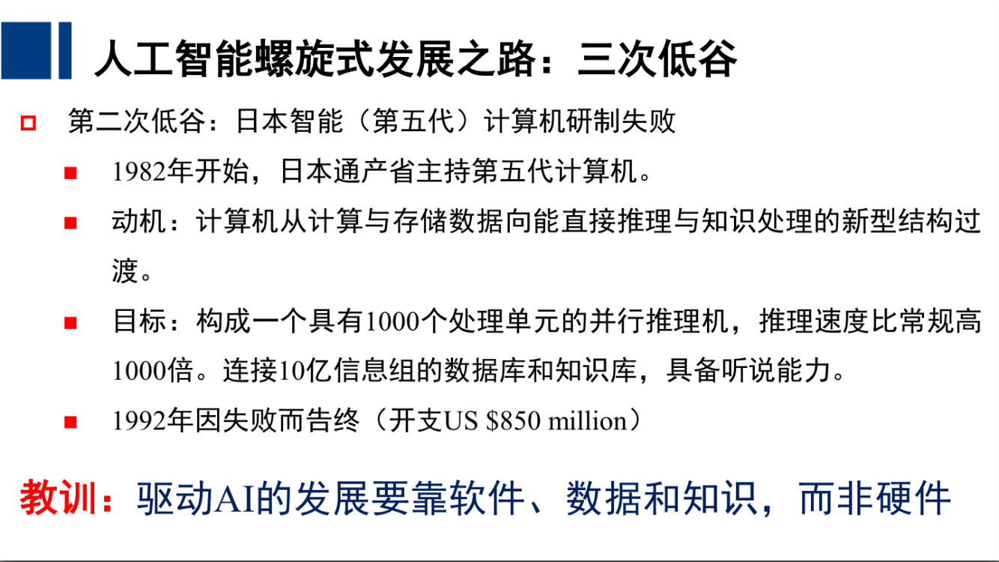 人工智能螺旋式发展之路：三次低谷
第二次低谷：日本智能（第五代）计算机研制失败
1982年开始，日本通产省主持第五代计算机。
动机：计算机从计算与存储数据向能直接推理与知识处理的新型结构过
渡。
目标：构成一个具有1000个处理单元的并行推理机，推理速度比常规高
1000倍。连接10亿信息组的数据库和知识库，具备听说能力。
1992年因失败而告终（开支US $850 million）
教训：驱动AI的发展要靠软件、数据和知识，而非硬件